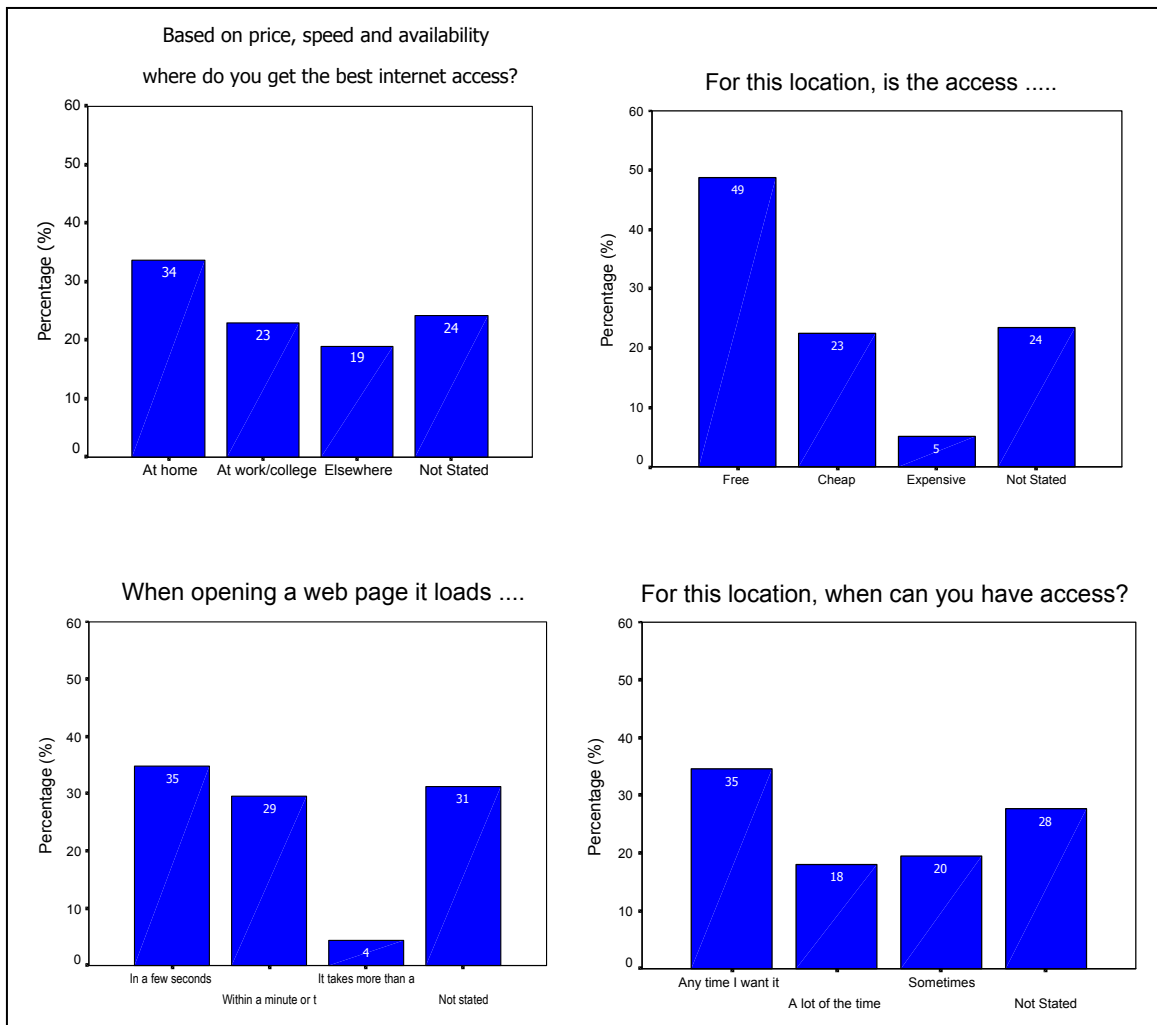 Based on price, speed and availability
where do you get the best internet access?
60
50
40
30
20
10
0
Percentage (%)
34
23
19
24
At home
At work/college
Elsewhere
Not Stated
For this location, is the access .....
60
50
40
30
20
10
0
Percentage (%)
49
23
5
24
Free
Cheap
Expensive
Not Stated
When opening a web page it loads ....
60
50
40
30
20
10
0
Percentage (%)
35
29
4
31
In a few seconds
Within a minute or t
It takes more than a
Not stated
For this location, when can you have access?
60
50
40
30
20
10
0
Percentage (%)
35
18
20
28
Any time I want it
A lot of the time
Sometimes
Not Stated